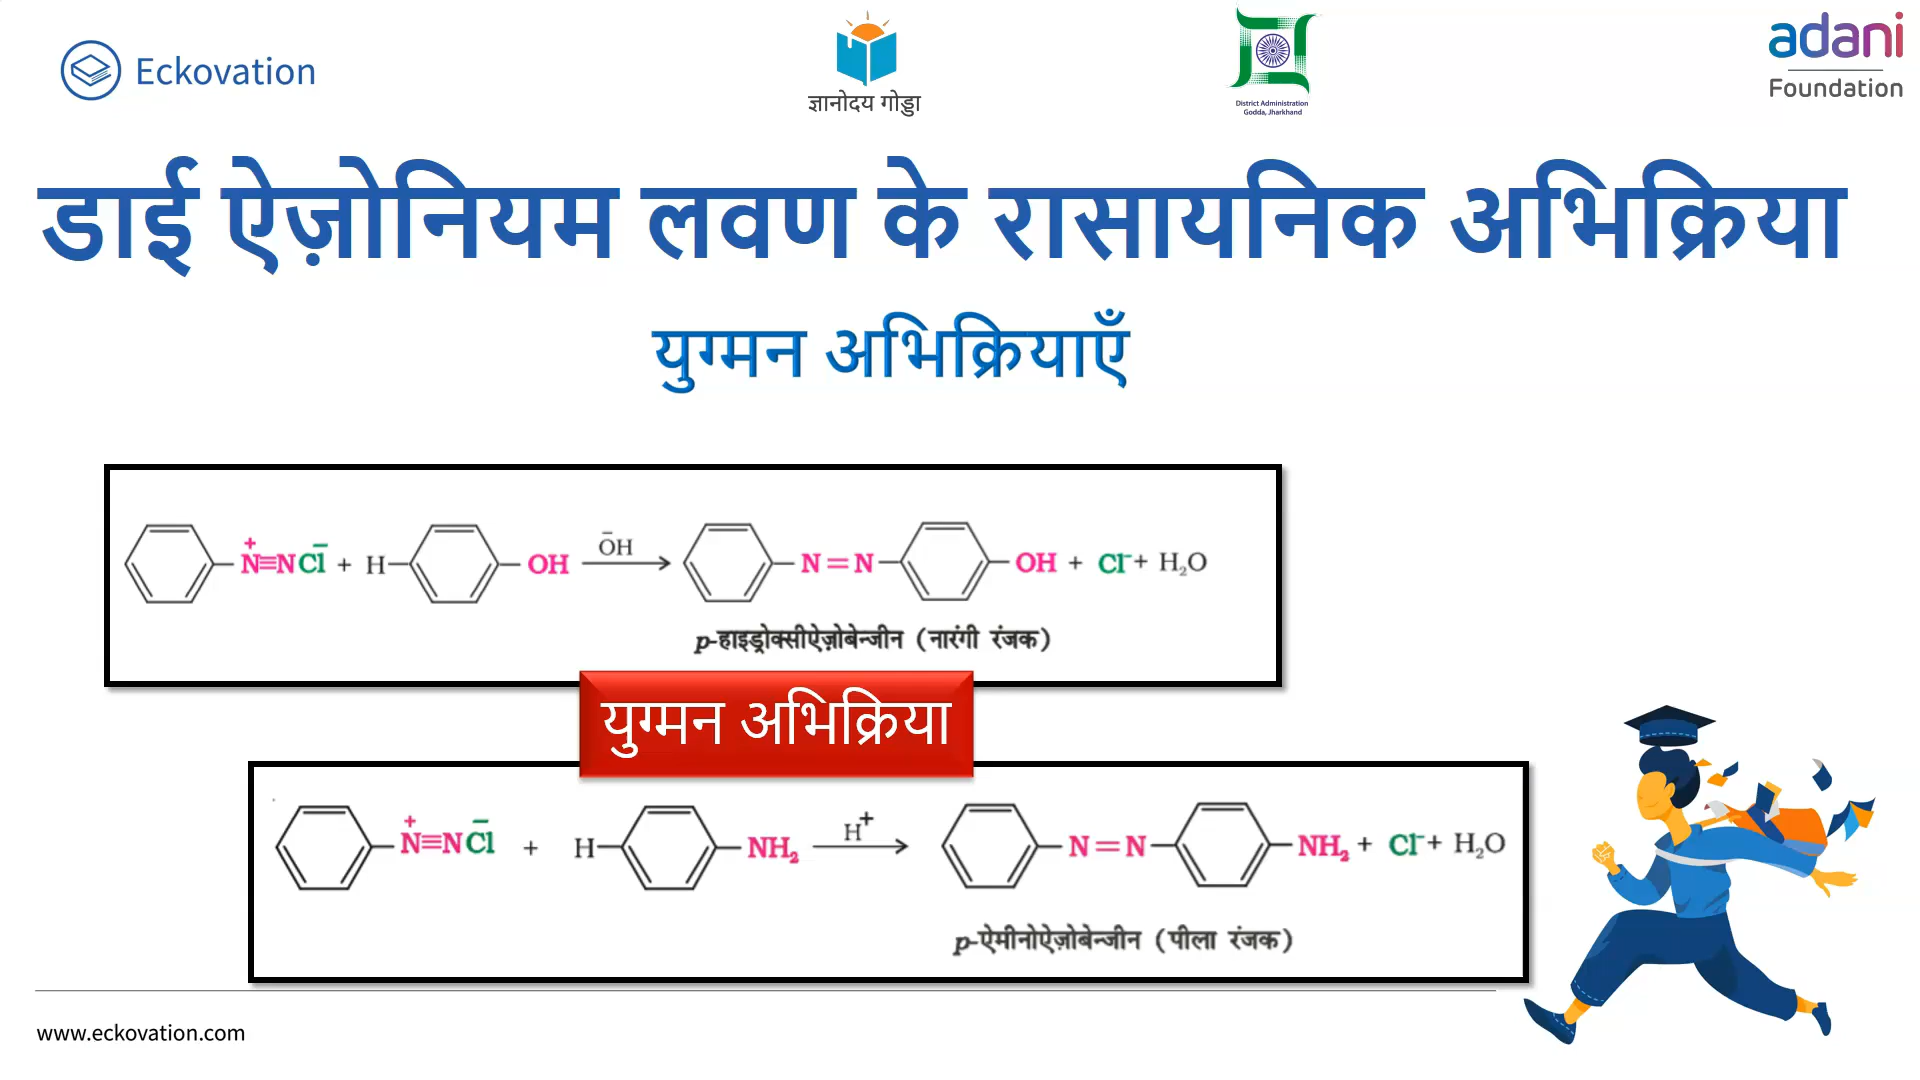 Eckovation
ज्ञानोदय गोड्डा
District Administration
Godda, Jharkhand
adani
Foundation
डाई ऐज़ोनियम लवण के रासायनिक अभिक्रिया
युग्मन अभिक्रियाएँ
N⁺≡NCl⁻ + H OH O⁻H N=N OH + Cl⁻ + H₂O
p-हाइड्रोक्सीऐज़ोबेन्जीन (नारंगी रंजक)
युग्मन अभिक्रिया
N⁺≡NCl⁻ + H NH₂ H⁺ N=N NH₂ + Cl⁻ + H₂O
p-ऐमीनोऐज़ोबेन्जीन (पीला रंजक)
www.eckovation.com